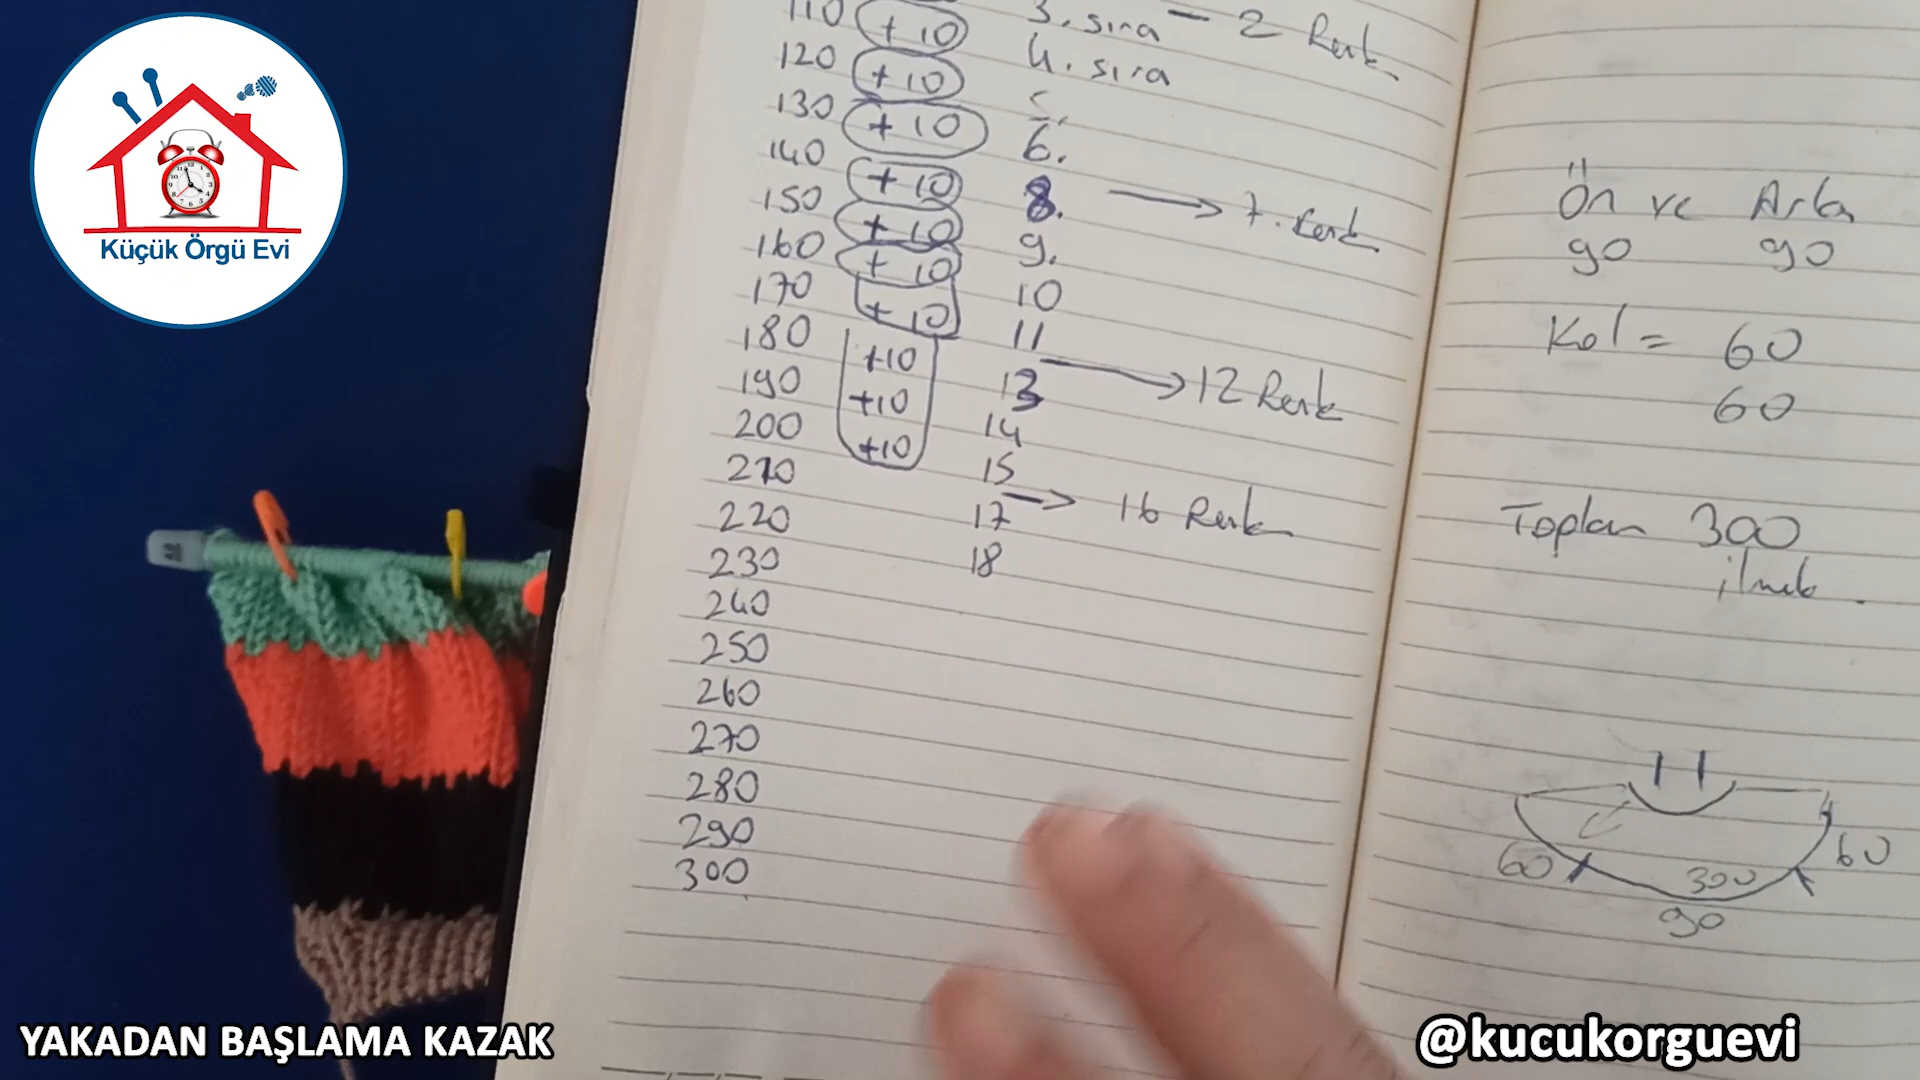 Küçük Örgü Evi
110 +10 3. sıra - 2 Renk
120 +10 4. sıra
130 +10 5.
140 +10 6.
150 +10 8. → 7. Renk
160 +10 9.
170 +10 10
180 +10 11
190 +10 13 → 12 Renk
200 +10 14
210 15
220 17 → 16 Renk
230 18
240
250
260
270
280
290
300
Ön ve Arka
90 90
Kol = 60
60
Toplam 300
ilmek.
60
60
300
90
YAKADAN BAŞLAMA KAZAK
@kucukorguevi